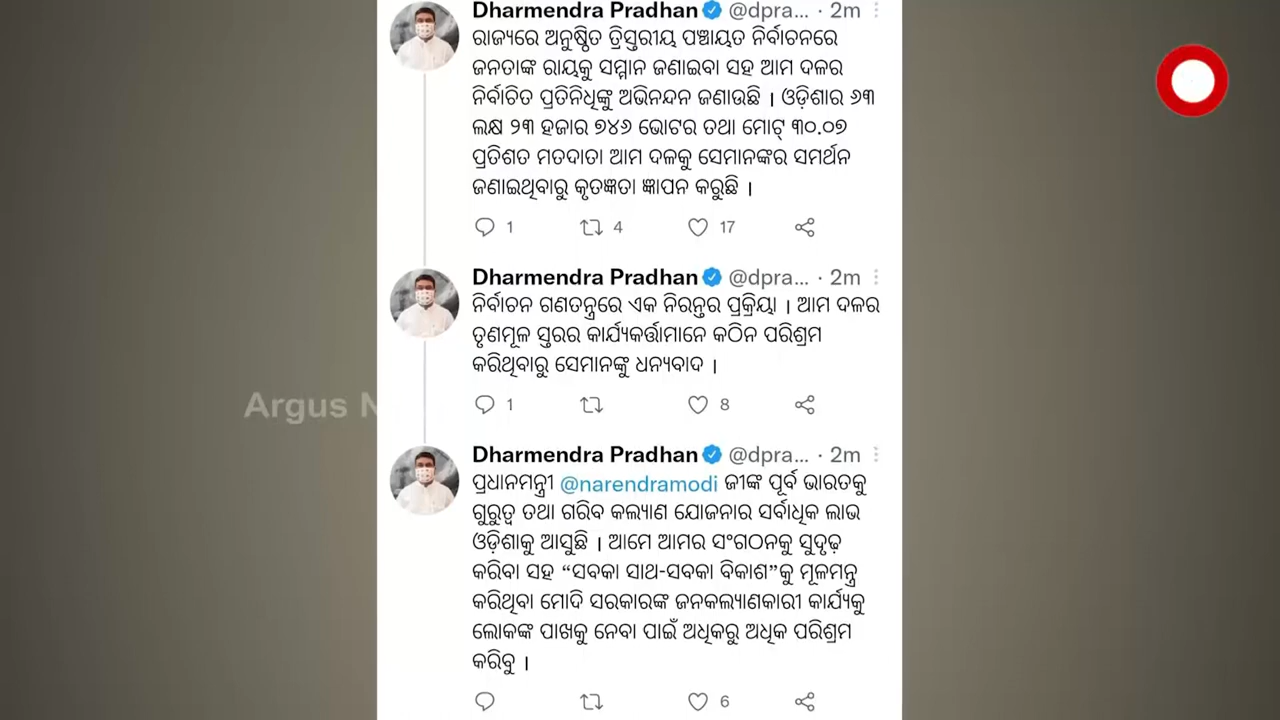 Dharmendra Pradhan @dpra... · 2m
ରାଜ୍ୟରେ ଅନୁଷ୍ଠିତ ତ୍ରିସ୍ତରୀୟ ପଞ୍ଚାୟତ ନିର୍ବାଚନରେ
ଜନତାଙ୍କ ରାୟକୁ ସମ୍ମାନ ଜଣାଇବା ସହ ଆମ ଦଳର
ନିର୍ବାଚିତ ପ୍ରତିନିଧିଙ୍କୁ ଅଭିନନ୍ଦନ ଜଣାଉଛି । ଓଡ଼ିଶାର ୬୩
ଲକ୍ଷ ୨୩ ହଜାର ୭୪୬ ଭୋଟର ତଥା ମୋଟ୍ ୩୦.୦୭
ପ୍ରତିଶତ ମତଦାତା ଆମ ଦଳକୁ ସେମାନଙ୍କର ସମର୍ଥନ
ଜଣାଇଥିବାରୁ କୃତଜ୍ଞତା ଜ୍ଞାପନ କରୁଛି ।
1 4 17
Dharmendra Pradhan @dpra... · 2m
ନିର୍ବାଚନ ଗଣତନ୍ତ୍ରରେ ଏକ ନିରନ୍ତର ପ୍ରକ୍ରିୟା । ଆମ ଦଳର
ତୃଣମୂଳ ସ୍ତରର କାର୍ଯ୍ୟକର୍ତ୍ତାମାନେ କଠିନ ପରିଶ୍ରମ
କରିଥିବାରୁ ସେମାନଙ୍କୁ ଧନ୍ୟବାଦ ।
1 8
Argus N
Dharmendra Pradhan @dpra... · 2m
ପ୍ରଧାନମନ୍ତ୍ରୀ @narendramodi ଜୀଙ୍କ ପୂର୍ବ ଭାରତକୁ
ଗୁରୁତ୍ୱ ତଥା ଗରିବ କଲ୍ୟାଣ ଯୋଜନାର ସର୍ବାଧିକ ଲାଭ
ଓଡ଼ିଶାକୁ ଆସୁଛି । ଆମେ ଆମର ସଂଗଠନକୁ ସୁଦୃଢ଼
କରିବା ସହ “ସବକା ସାଥ-ସବକା ବିକାଶ”କୁ ମୂଳମନ୍ତ୍ର
କରିଥିବା ମୋଦି ସରକାରଙ୍କ ଜନକଲ୍ୟାଣକାରୀ କାର୍ଯ୍ୟକୁ
ଲୋକଙ୍କ ପାଖକୁ ନେବା ପାଇଁ ଅଧିକରୁ ଅଧିକ ପରିଶ୍ରମ
କରିବୁ ।
6